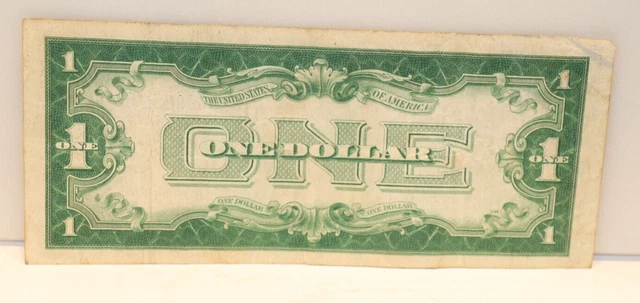 1 1
THE UNITED STATES OF AMERICA
ONE
ONE DOLLAR
1 ONE 1 ONE
ONE DOLLAR ONE DOLLAR
1 1